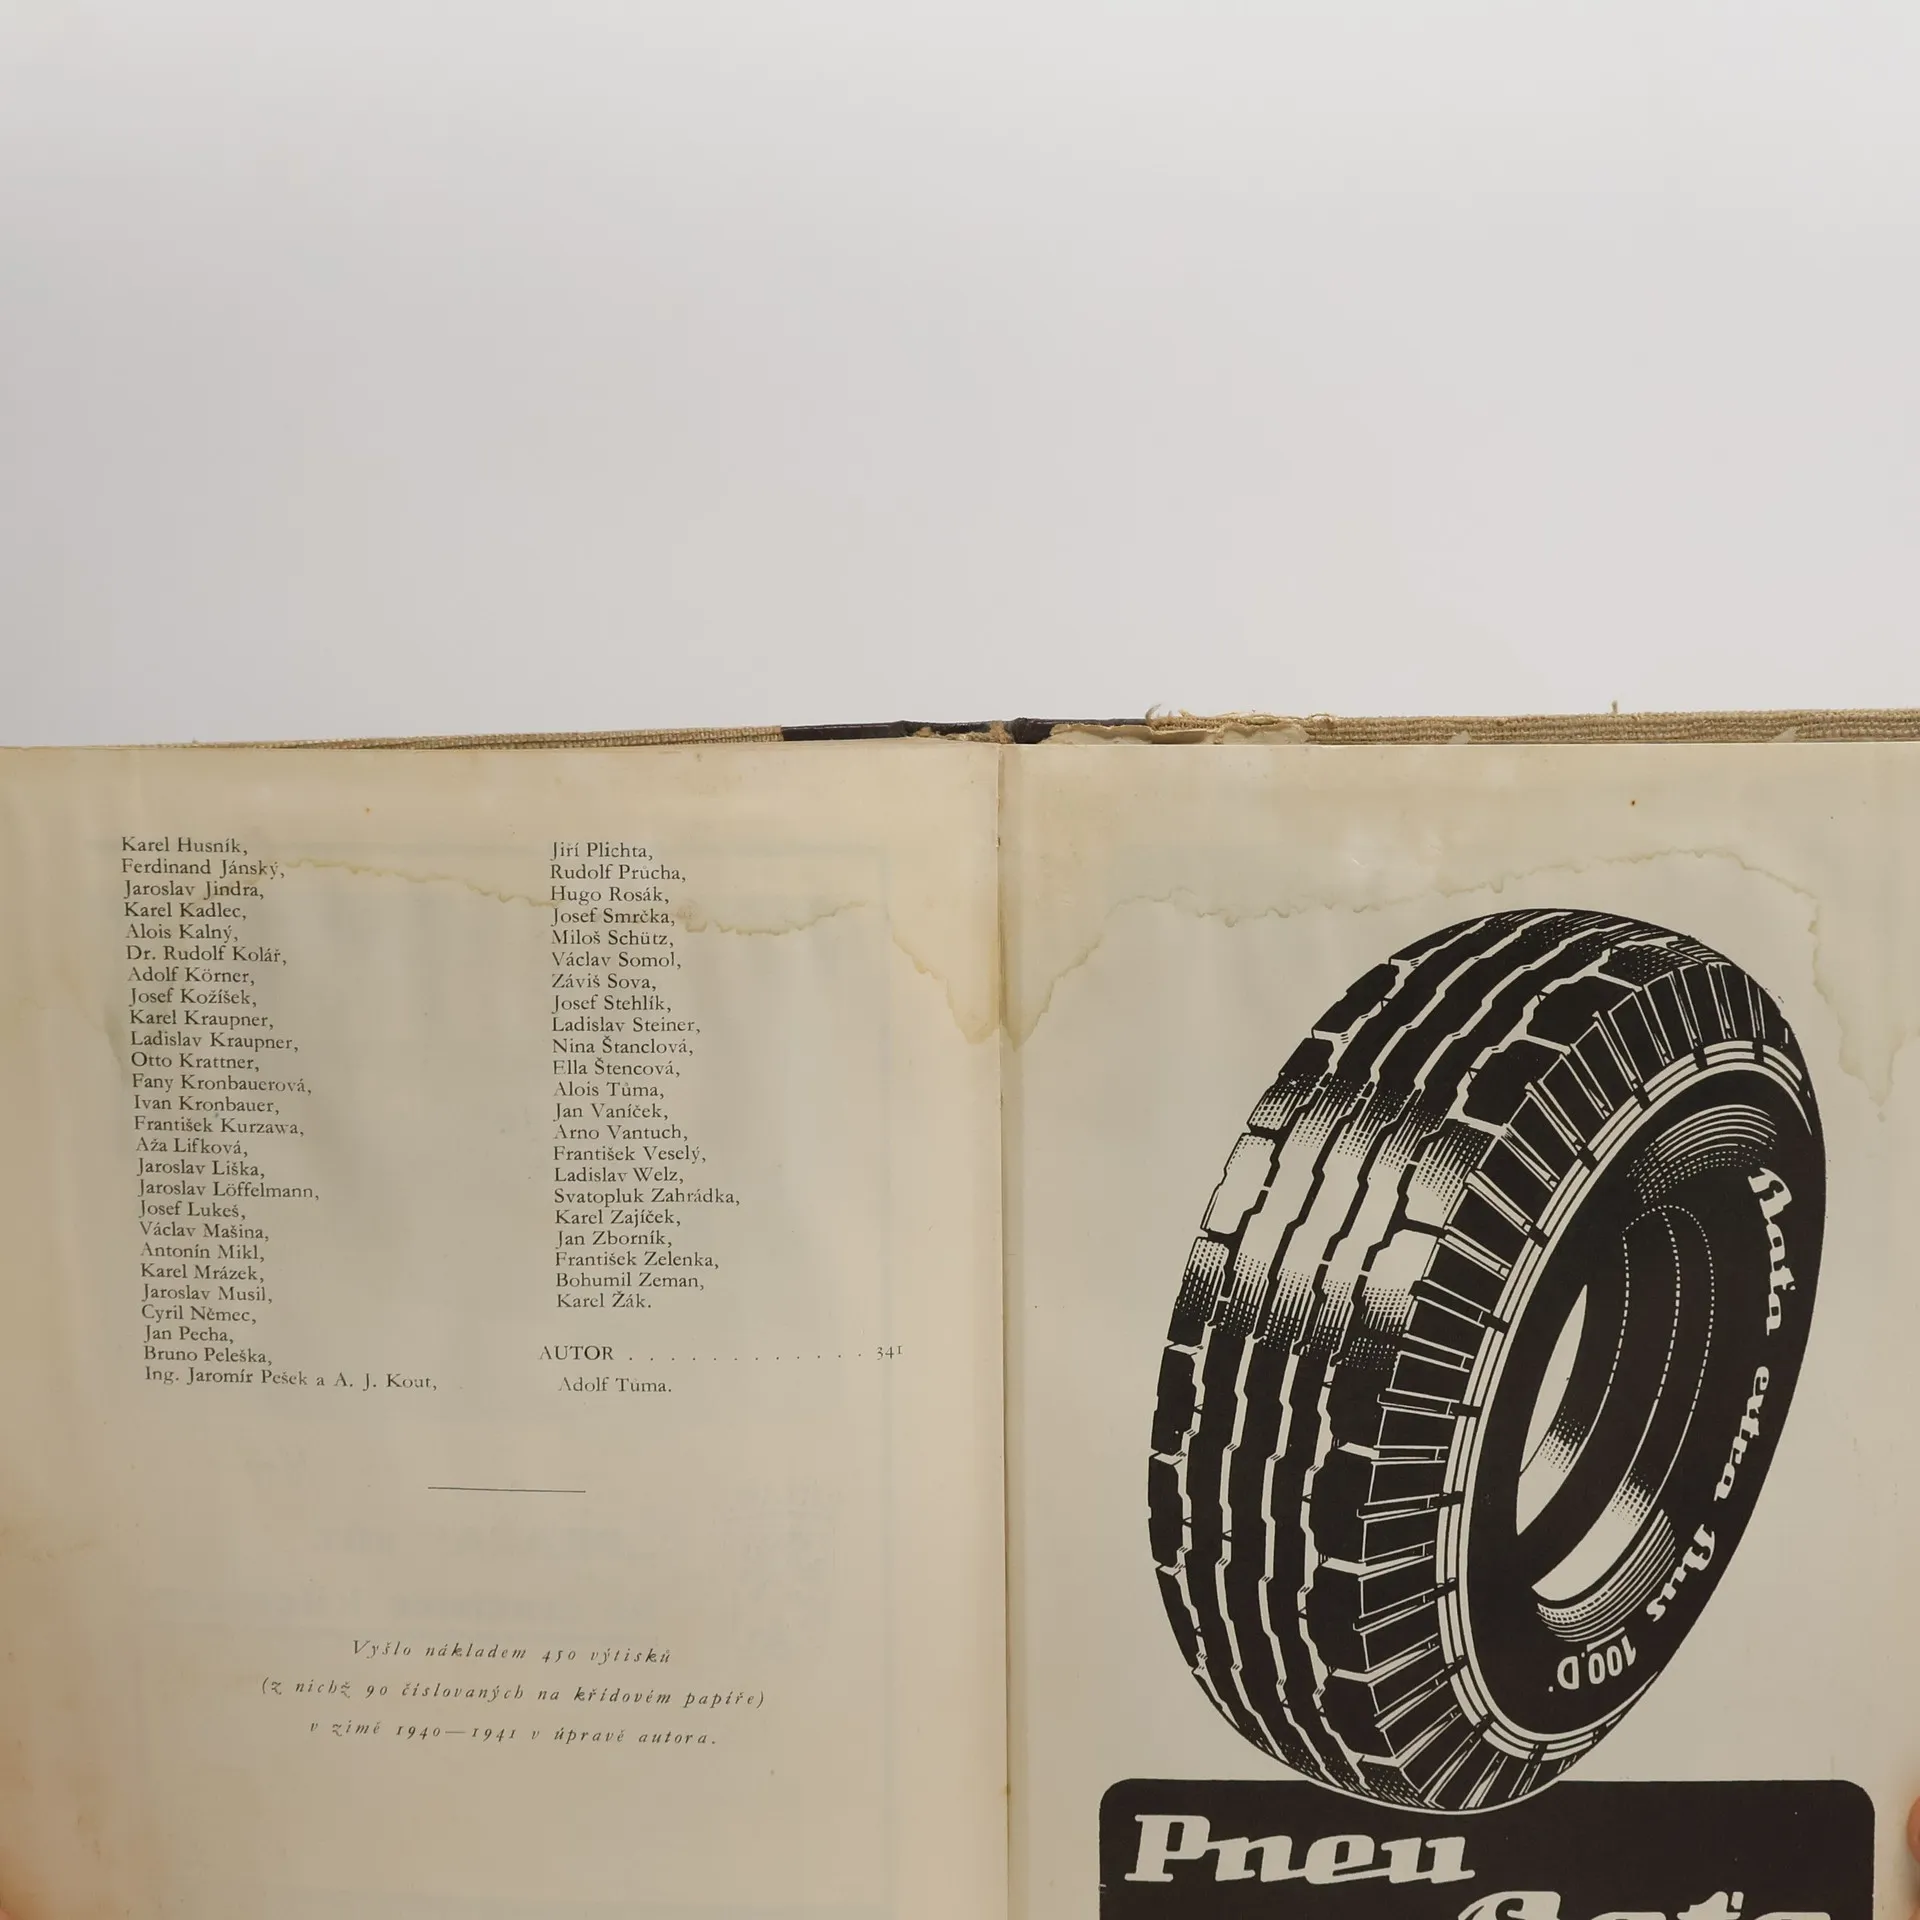 Karel Husník,
Ferdinand Jánský,
Jaroslav Jindra,
Karel Kadlec,
Alois Kalný,
Dr. Rudolf Kolář,
Adolf Körner,
Josef Kožíšek,
Karel Kraupner,
Ladislav Kraupner,
Otto Krattner,
Fany Kronbauerová,
Ivan Kronbauer,
František Kurzawa,
Aža Lifková,
Jaroslav Liška,
Jaroslav Löffelmann,
Josef Lukeš,
Václav Mašina,
Antonín Mikl,
Karel Mrázek,
Jaroslav Musil,
Cyril Němec,
Jan Pecha,
Bruno Peleška,
Ing. Jaromír Pešek a A. J. Kout,
Jiří Plichta,
Rudolf Průcha,
Hugo Rosák,
Josef Smrčka,
Miloš Schütz,
Václav Somol,
Záviš Sova,
Josef Stehlík,
Ladislav Steiner,
Nina Štanclová,
Ella Štencová,
Alois Tůma,
Jan Vaníček,
Arno Vantuch,
František Veselý,
Ladislav Welz,
Svatopluk Zahrádka,
Karel Zajíček,
Jan Zborník,
František Zelenka,
Bohumil Zeman,
Karel Žák.
AUTOR . . . . . . . . . . . . 341
Adolf Tůma.
Vyšlo nákladem 450 výtisků
(z nichž 90 číslovaných na křídovém papíře)
v zimě 1940—1941 v úpravě autora.
Baťa extra Plus
100.D.
Pneu
Baťa